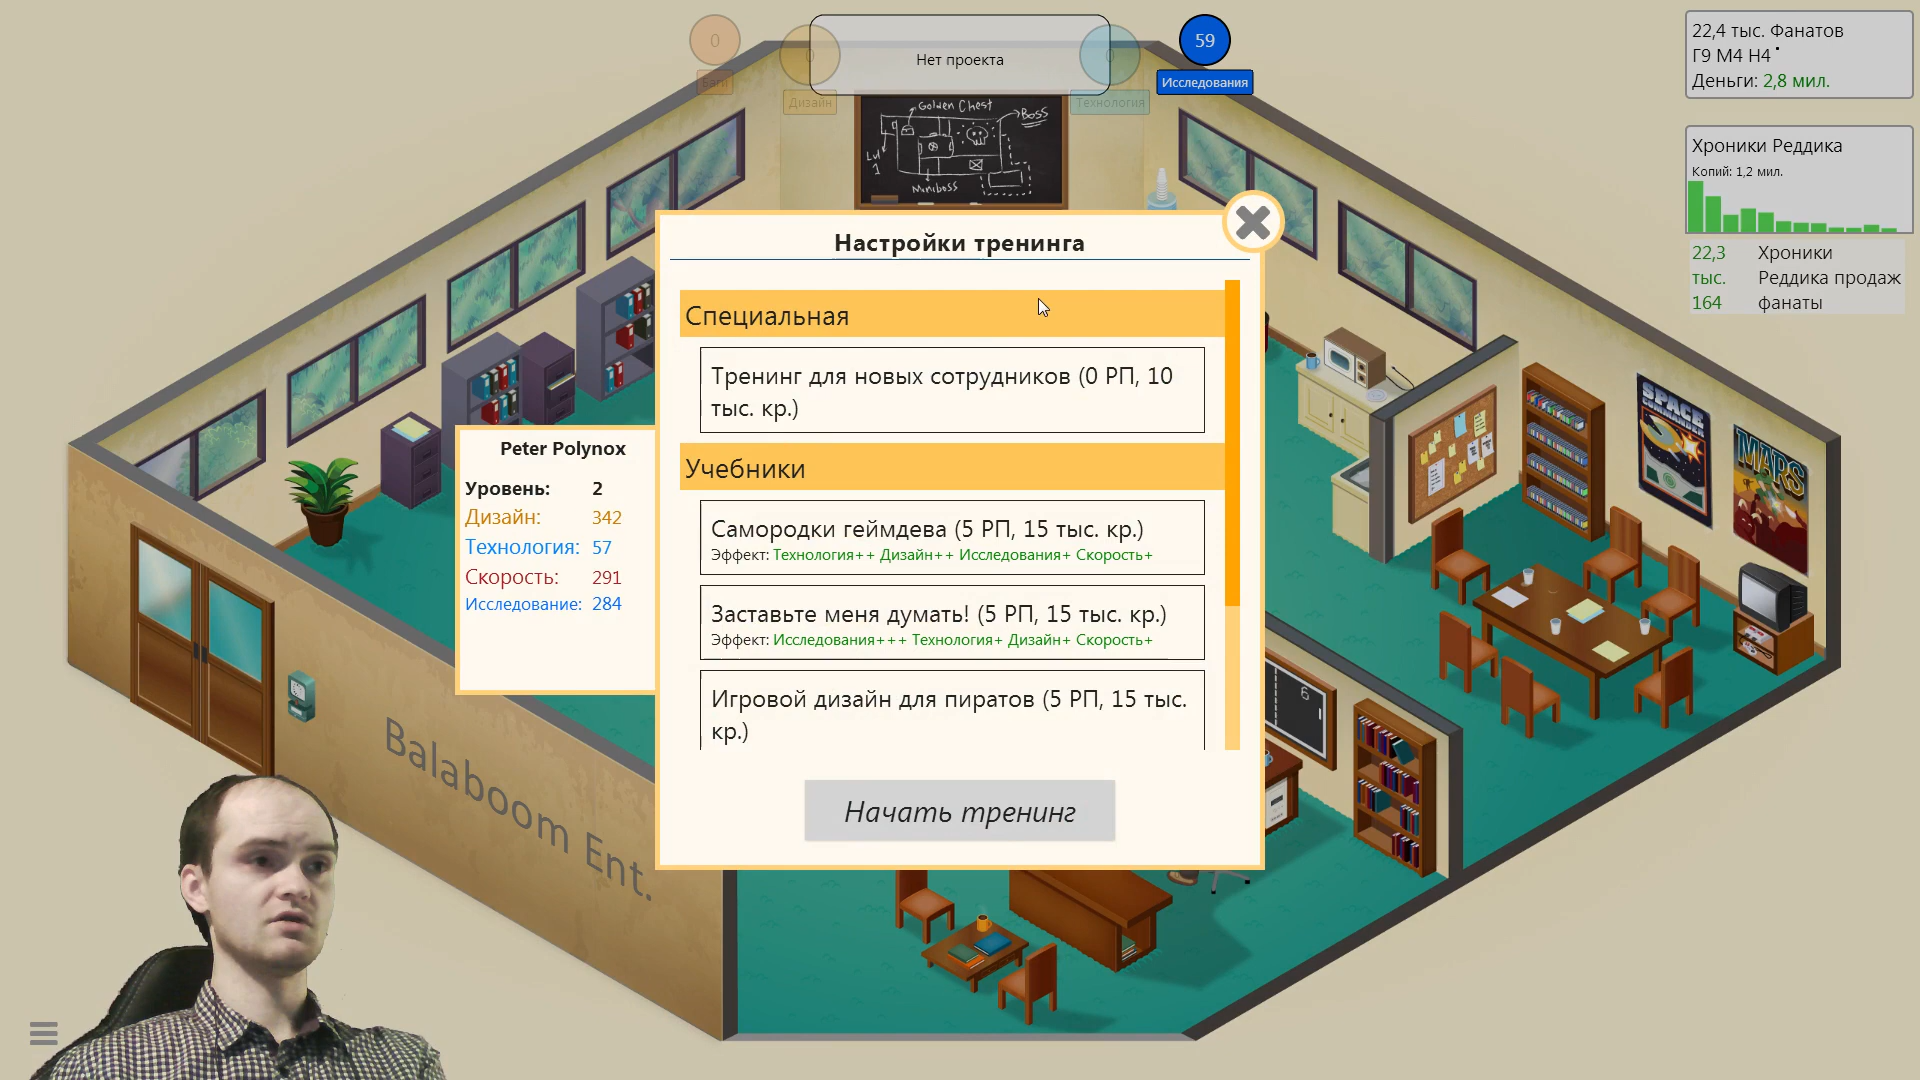 0
Баги
Дизайн
Нет проекта
Технология
59
Исследования
22,4 тыс. Фанатов
Г9 М4 Н4
Деньги: 2,8 мил.
Хроники Реддика
Копий: 1,2 мил.
22,3 тыс.
Хроники Реддика продаж
164
фанаты
Golden Chest
Boss
Lvl 1
Miniboss
Настройки тренинга
Специальная
Тренинг для новых сотрудников (0 РП, 10
тыс. кр.)
Учебники
Самородки геймдева (5 РП, 15 тыс. кр.)
Эффект: Технология++ Дизайн++ Исследования+ Скорость+
Заставьте меня думать! (5 РП, 15 тыс. кр.)
Эффект: Исследования+++ Технология+ Дизайн+ Скорость+
Игровой дизайн для пиратов (5 РП, 15 тыс.
кр.)
Начать тренинг
Peter Polynox
Уровень: 2
Дизайн: 342
Технология: 57
Скорость: 291
Исследование: 284
SPACE
MARS
6
Balaboom Ent.